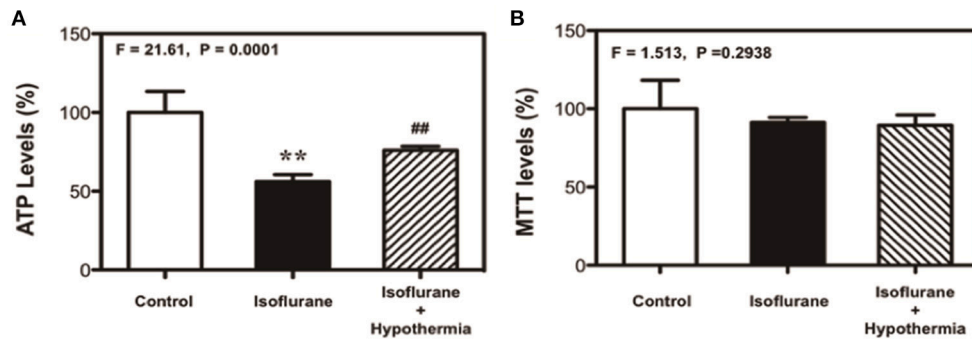 A
F = 21.61, P = 0.0001
ATP Levels (%)
150
100
50
0
**
##
Control
Isoflurane
Isoflurane
+
Hypothermia
B
F = 1.513, P =0.2938
MTT levels (%)
150
100
50
0
Control
Isoflurane
Isoflurane
+
Hypothermia